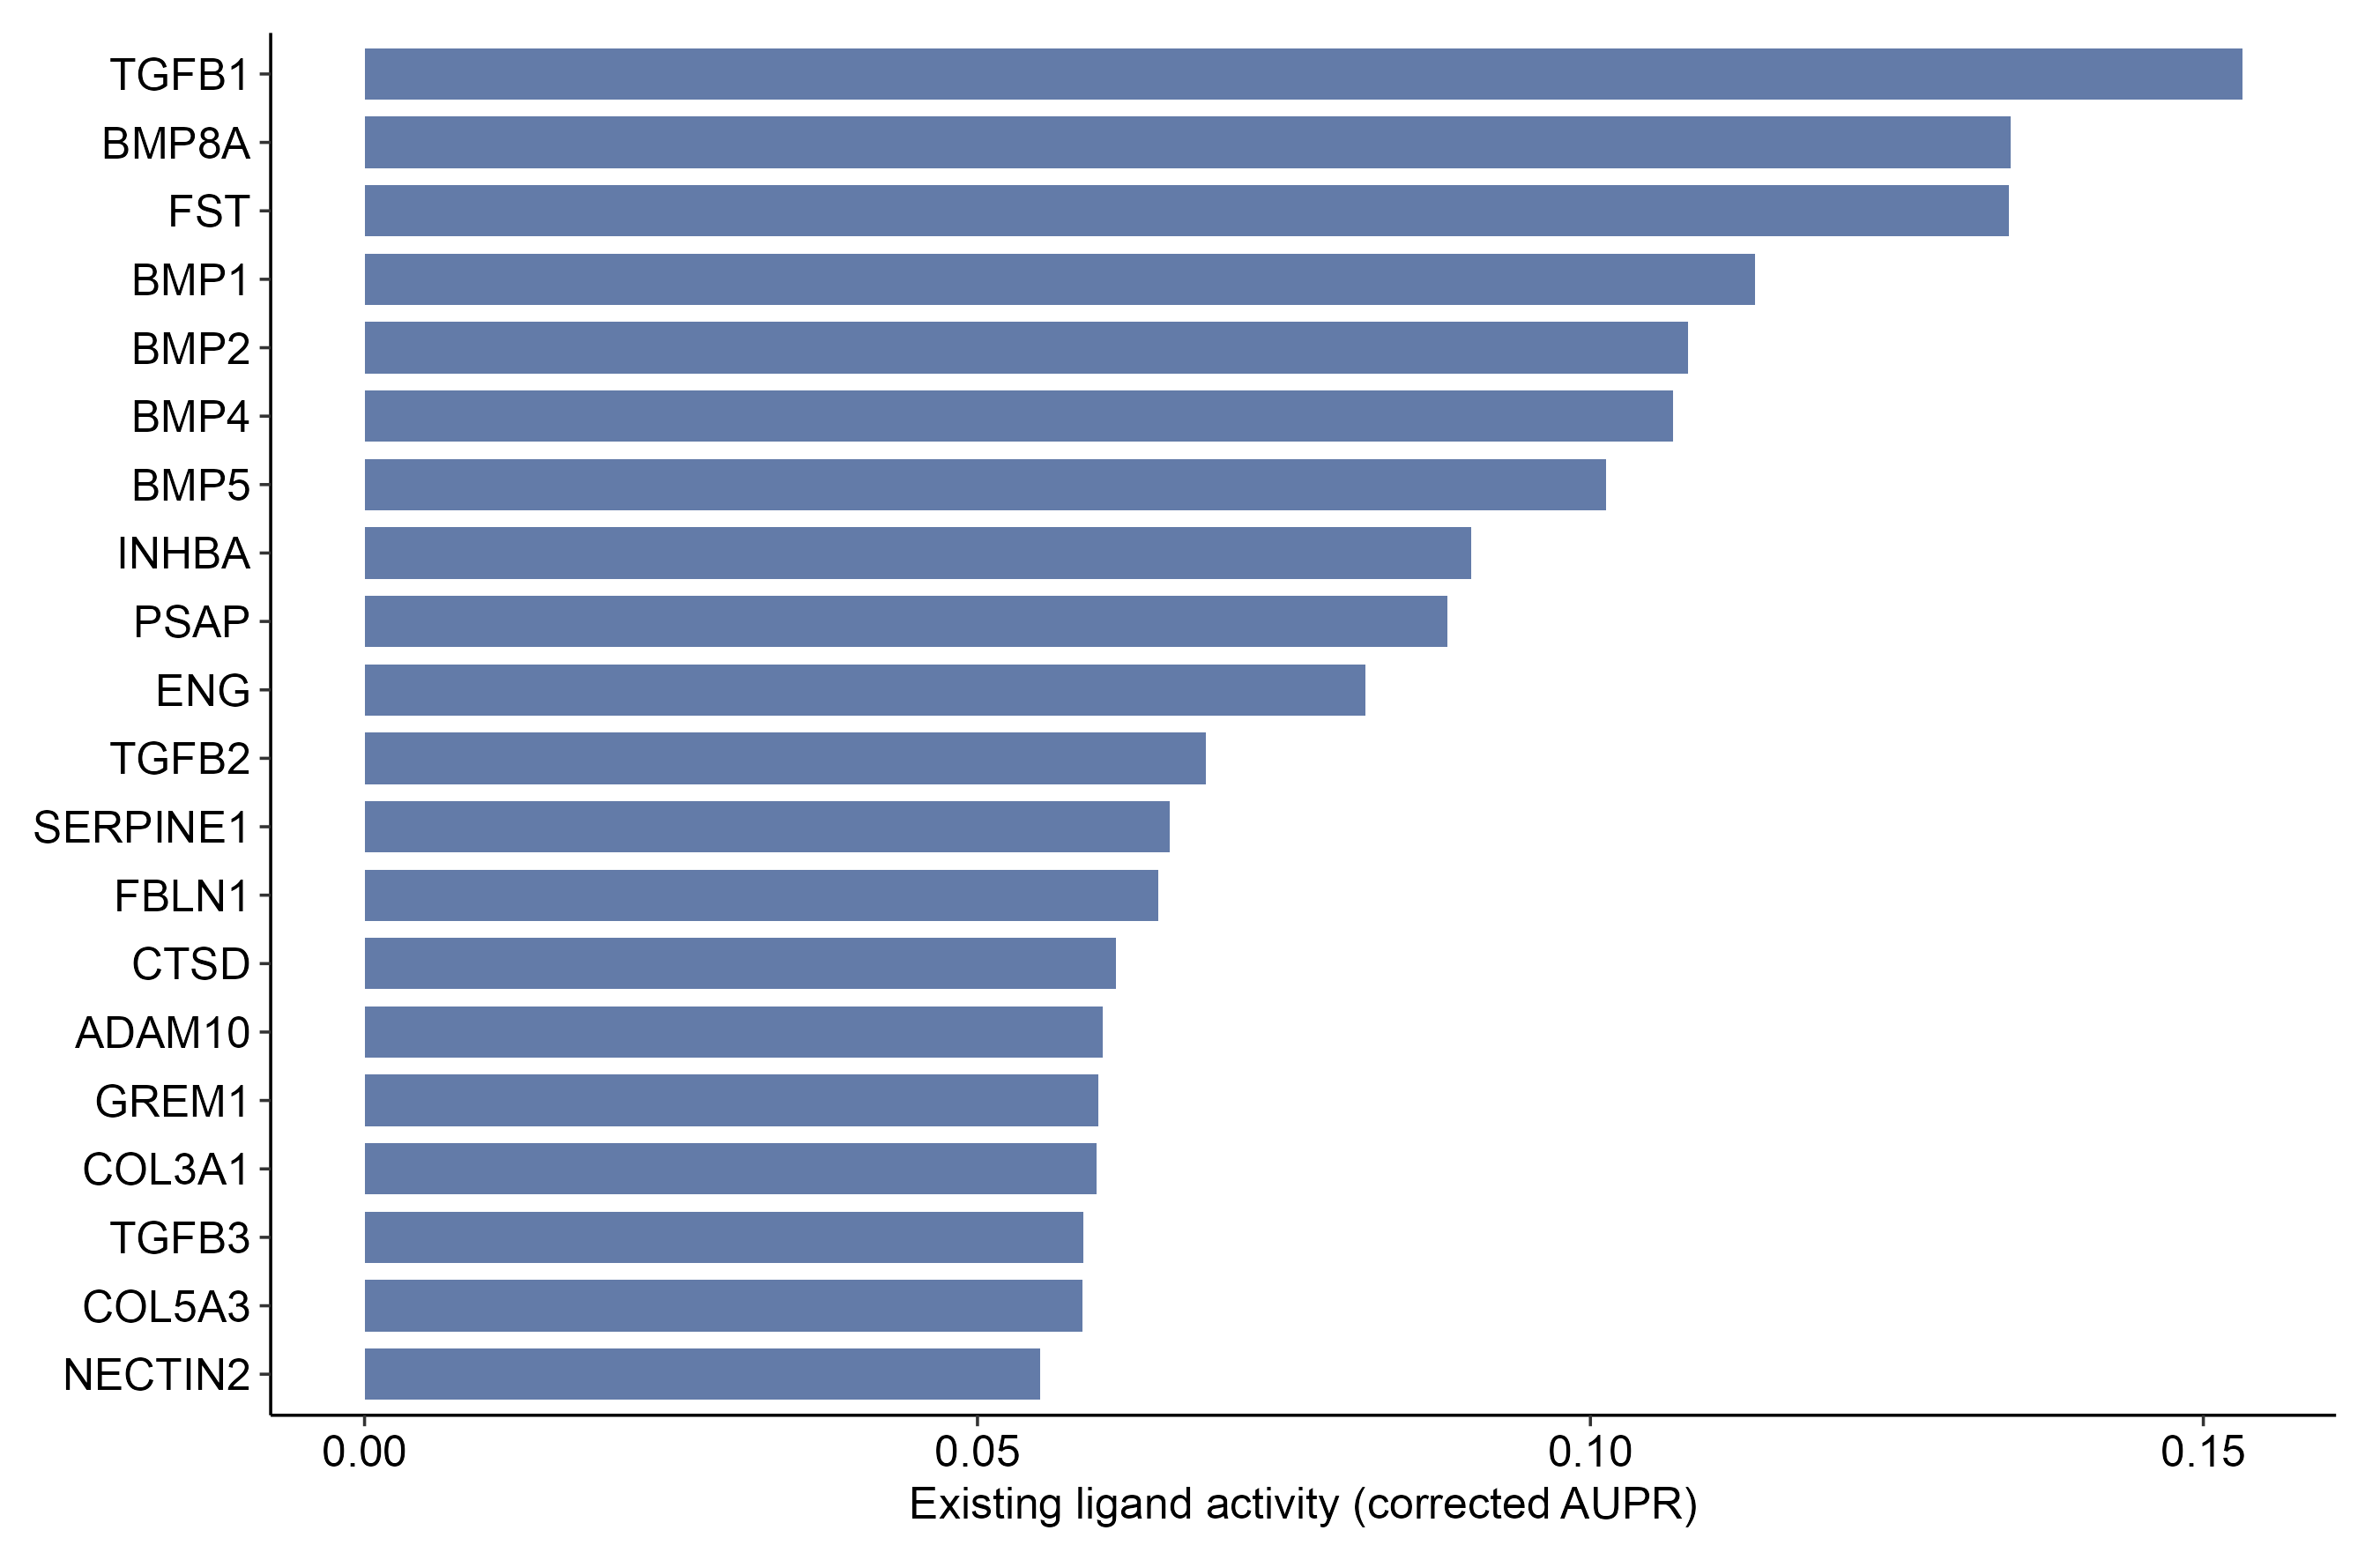 TGFB1
BMP8A
FST
BMP1
BMP2
BMP4
BMP5
INHBA
PSAP
ENG
TGFB2
SERPINE1
FBLN1
CTSD
ADAM10
GREM1
COL3A1
TGFB3
COL5A3
NECTIN2
0.00 0.05 0.10 0.15
Existing ligand activity (corrected AUPR)